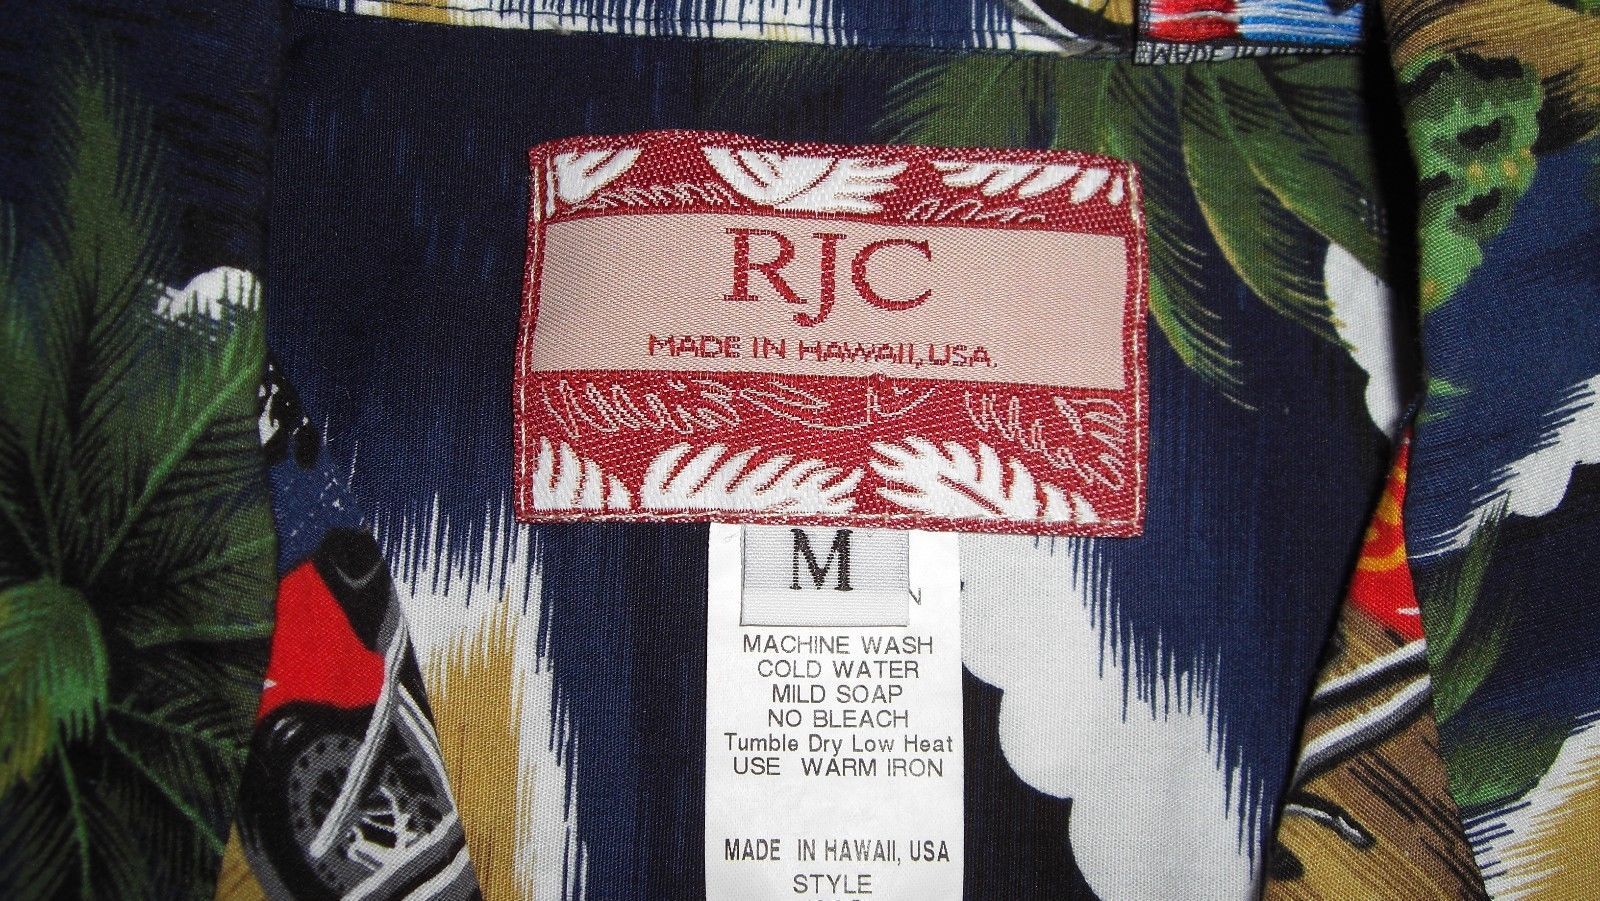 RJC
MADE IN HAWAII, USA.
M
N
MACHINE WASH
COLD WATER
MILD SOAP
NO BLEACH
Tumble Dry Low Heat
USE WARM IRON
MADE IN HAWAII, USA
STYLE